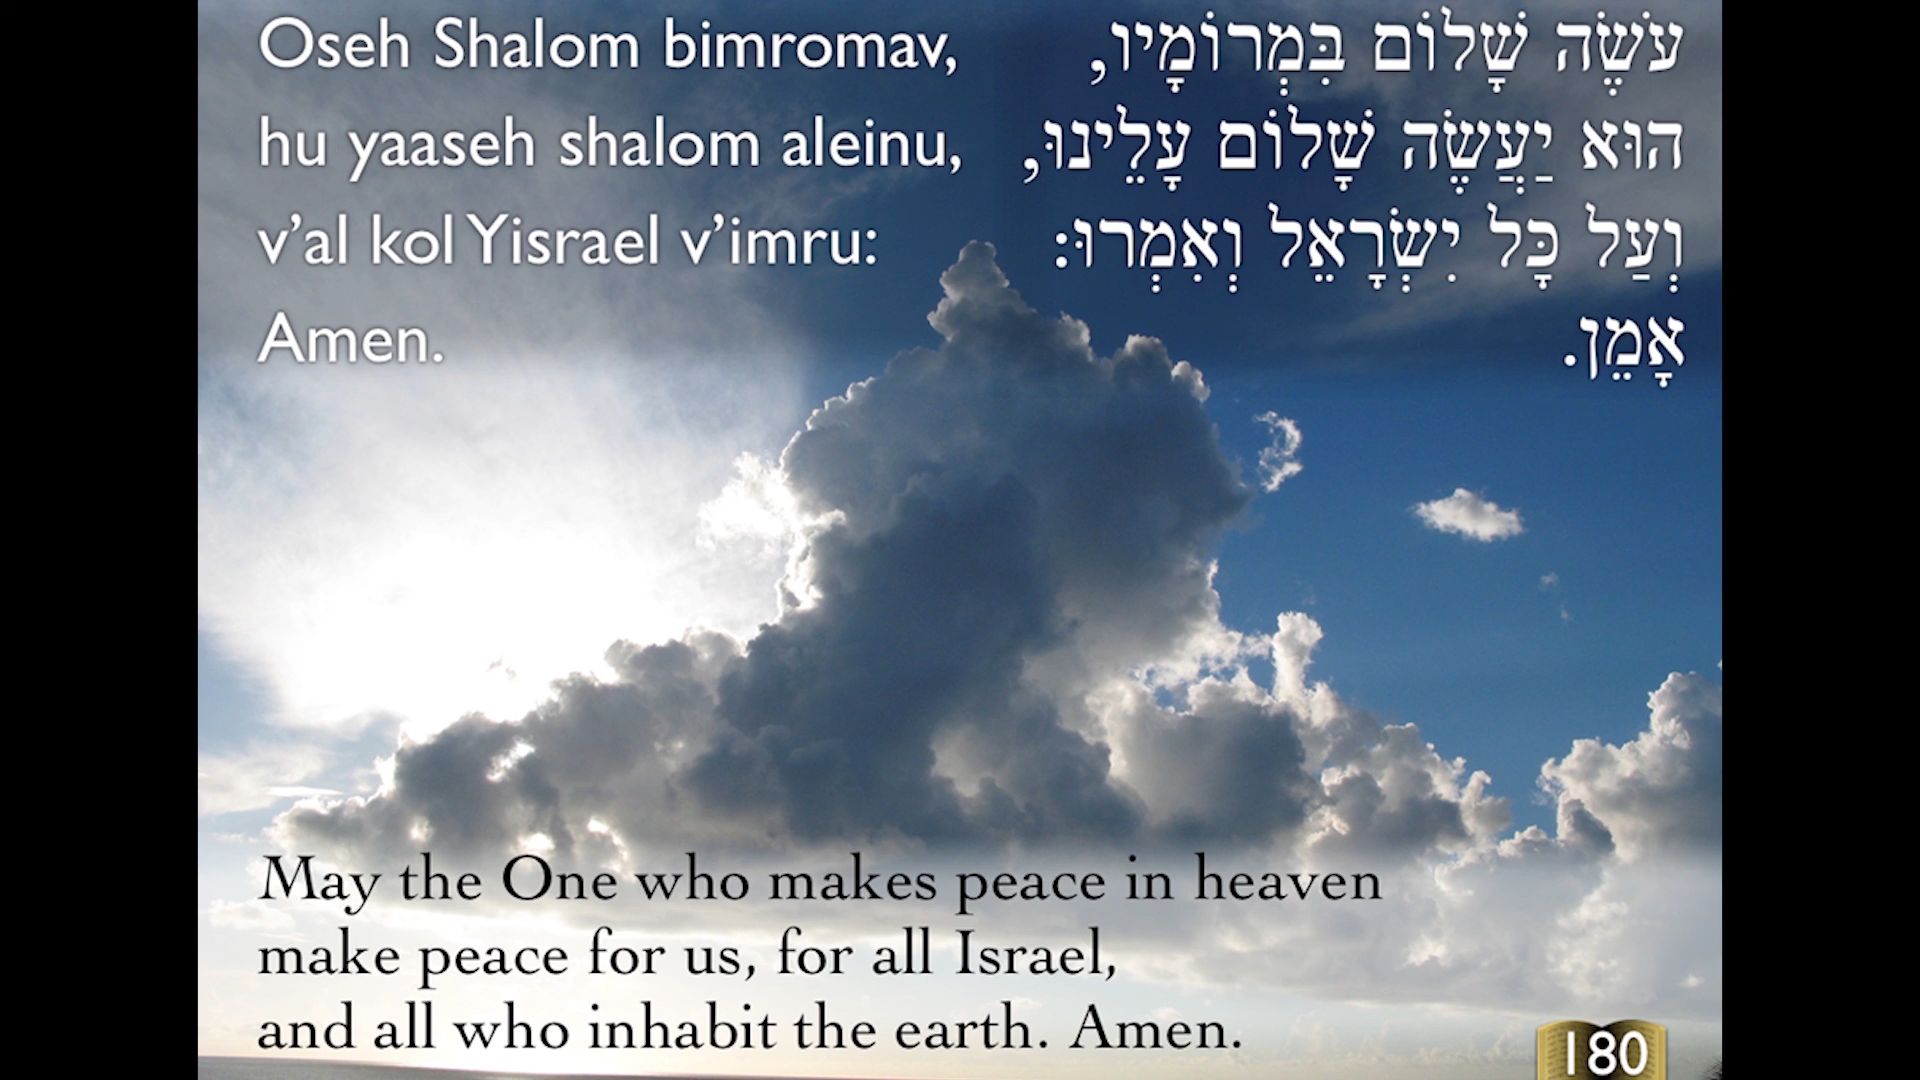 Oseh Shalom bimromav,
hu yaaseh shalom aleinu,
v’al kol Yisrael v’imru:
Amen.
עֹשֶׂה שָׁלוֹם בִּמְרוֹמָיו,
הוּא יַעֲשֶׂה שָׁלוֹם עָלֵינוּ,
וְעַל כָּל יִשְׂרָאֵל וְאִמְרוּ:
אָמֵן.
May the One who makes peace in heaven
make peace for us, for all Israel,
and all who inhabit the earth. Amen.
180